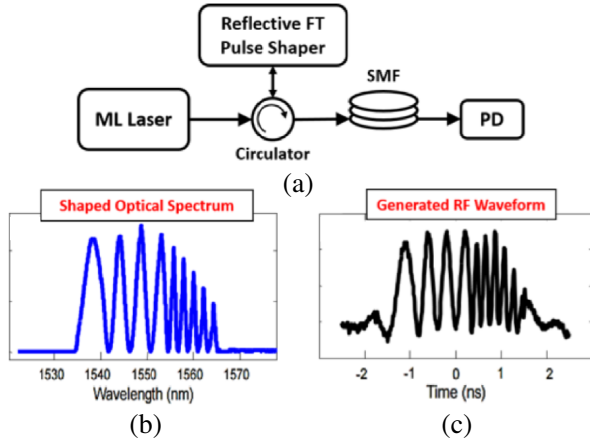 Reflective FT
Pulse Shaper
SMF
ML Laser
PD
Circulator
(a)
Shaped Optical Spectrum
Generated RF Waveform
1530 1540 1550 1560 1570
-2 -1 0 1 2
Wavelength (nm)
Time (ns)
(b)
(c)